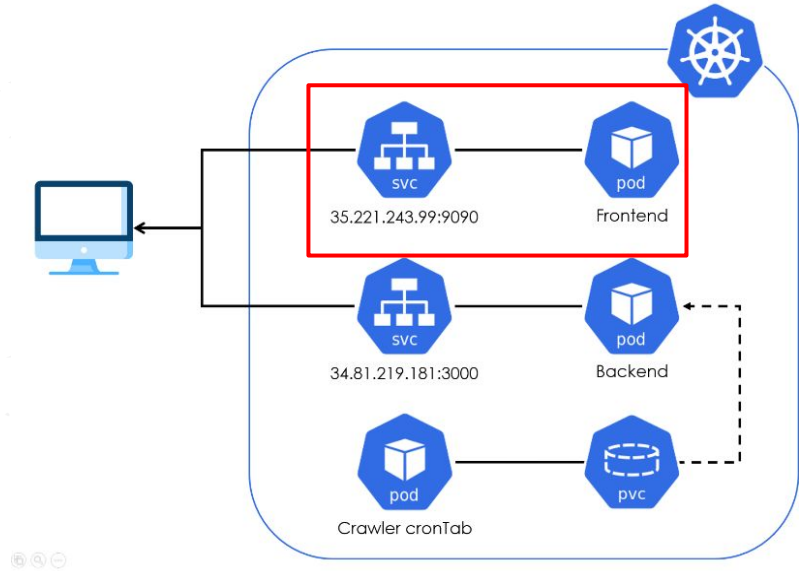 svc
pod
35.221.243.99:9090
Frontend
svc
pod
34.81.219.181:3000
Backend
pod
pvc
Crawler cronTab